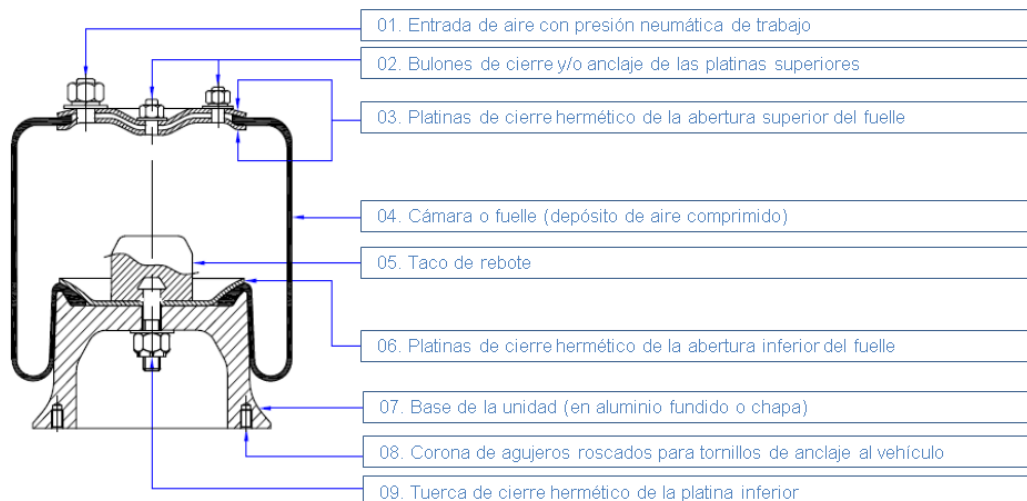 01. Entrada de aire con presión neumática de trabajo
02. Bulones de cierre y/o anclaje de las platinas superiores
03. Platinas de cierre hermético de la abertura superior del fuelle
04. Cámara o fuelle (depósito de aire comprimido)
05. Taco de rebote
06. Platinas de cierre hermético de la abertura inferior del fuelle
07. Base de la unidad (en aluminio fundido o chapa)
08. Corona de agujeros roscados para tornillos de anclaje al vehículo
09. Tuerca de cierre hermético de la platina inferior